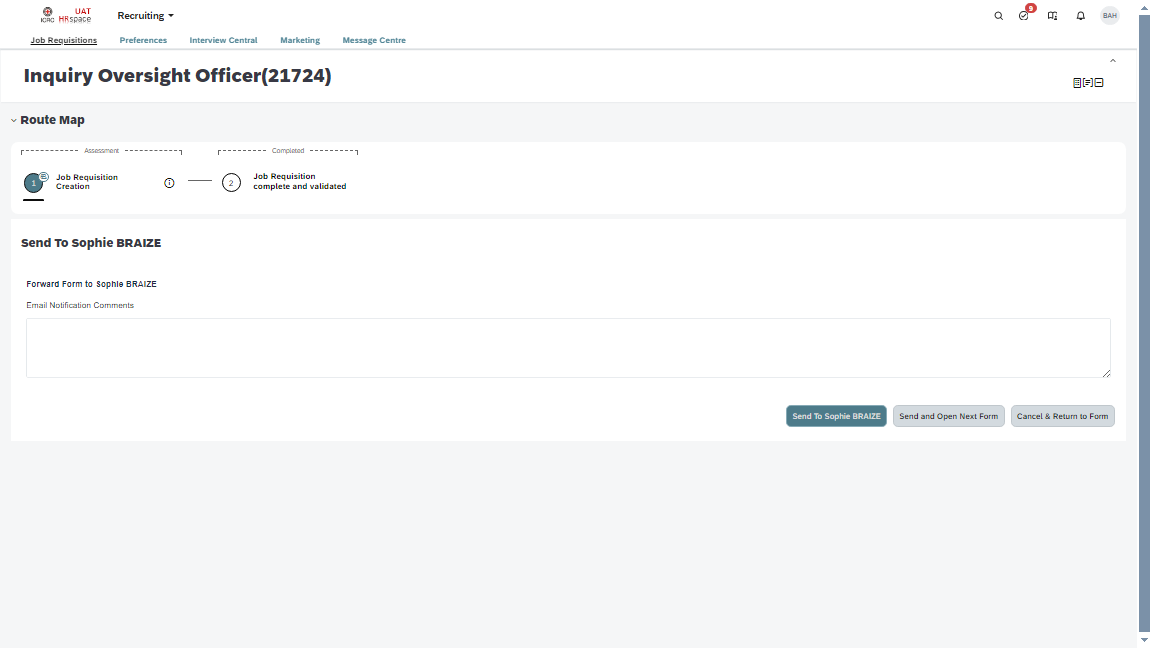 ICRC
UAT
HRspace
Recruiting
9
BAH
Job Requisitions
Preferences
Interview Central
Marketing
Message Centre
Inquiry Oversight Officer(21724)
Route Map
Assessment
Completed
1
Job Requisition
Creation
2
Job Requisition
complete and validated
Send To Sophie BRAIZE
Forward Form to Sophie BRAIZE
Email Notification Comments
Send To Sophie BRAIZE
Send and Open Next Form
Cancel & Return to Form